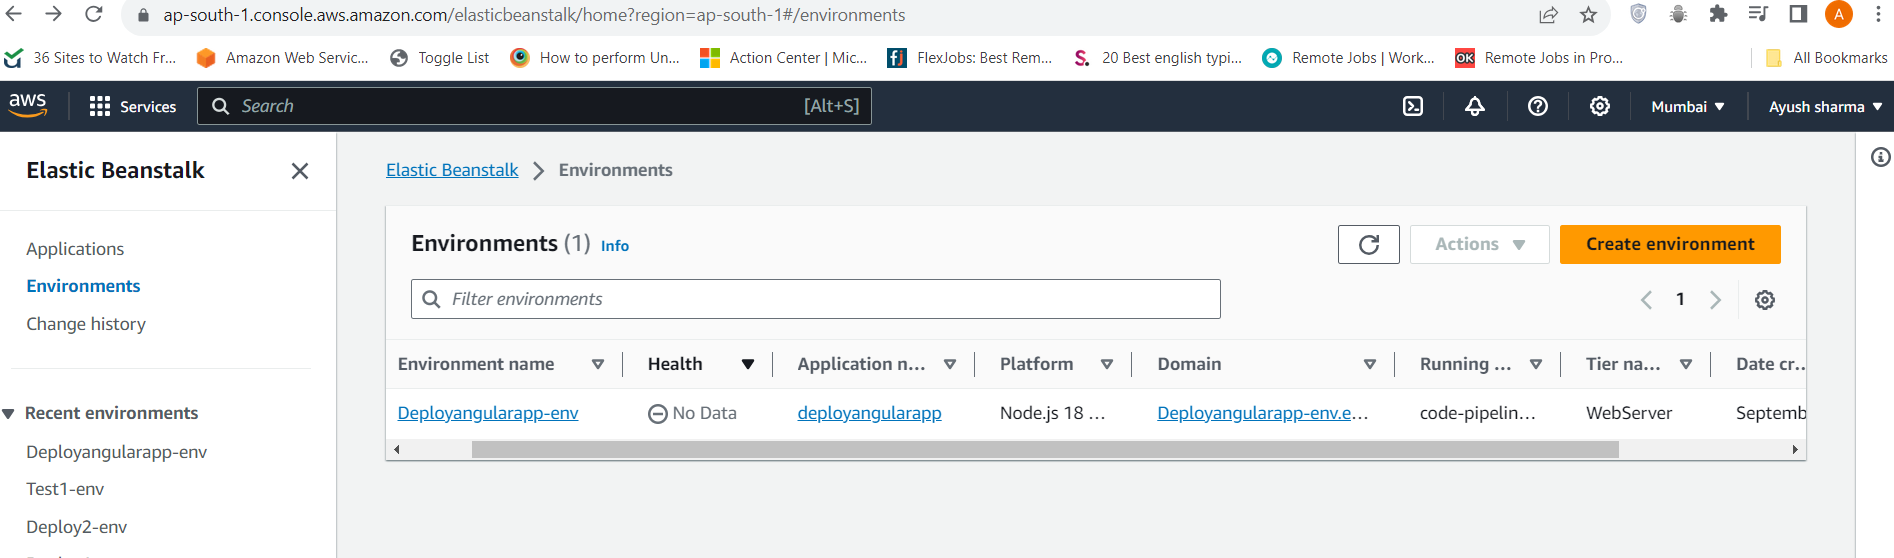 ap-south-1.console.aws.amazon.com/elasticbeanstalk/home?region=ap-south-1#/environments
A
36 Sites to Watch Fr... Amazon Web Servic... Toggle List How to perform Un... Action Center | Mic... FlexJobs: Best Rem... 20 Best english typi... Remote Jobs | Work... OK Remote Jobs in Pro... All Bookmarks
aws Services Search [Alt+S] Mumbai Ayush sharma
Elastic Beanstalk
Applications
Environments
Change history
Recent environments
Deployangularapp-env
Test1-env
Deploy2-env
Elastic Beanstalk Environments
Environments (1) Info Actions Create environment
Filter environments 1
Environment name Health Application n... Platform Domain Running ... Tier na... Date cr...
Deployangularapp-env No Data deployangularapp Node.js 18 ... Deployangularapp-env.e... code-pipelin... WebServer Septemb